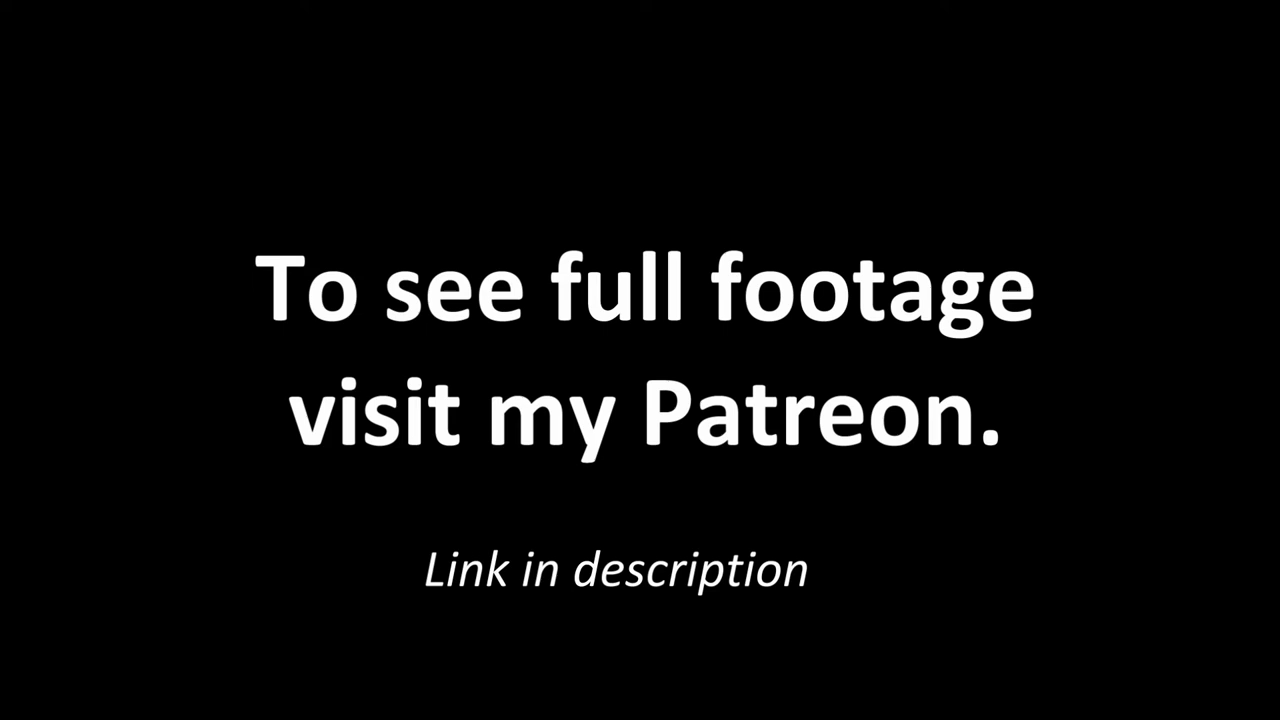 To see full footage
visit my Patreon.
Link in description